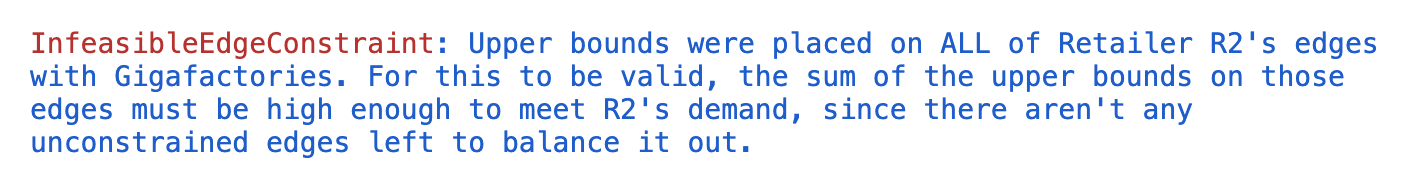 InfeasibleEdgeConstraint: Upper bounds were placed on ALL of Retailer R2's edges
with Gigafactories. For this to be valid, the sum of the upper bounds on those
edges must be high enough to meet R2's demand, since there aren't any
unconstrained edges left to balance it out.